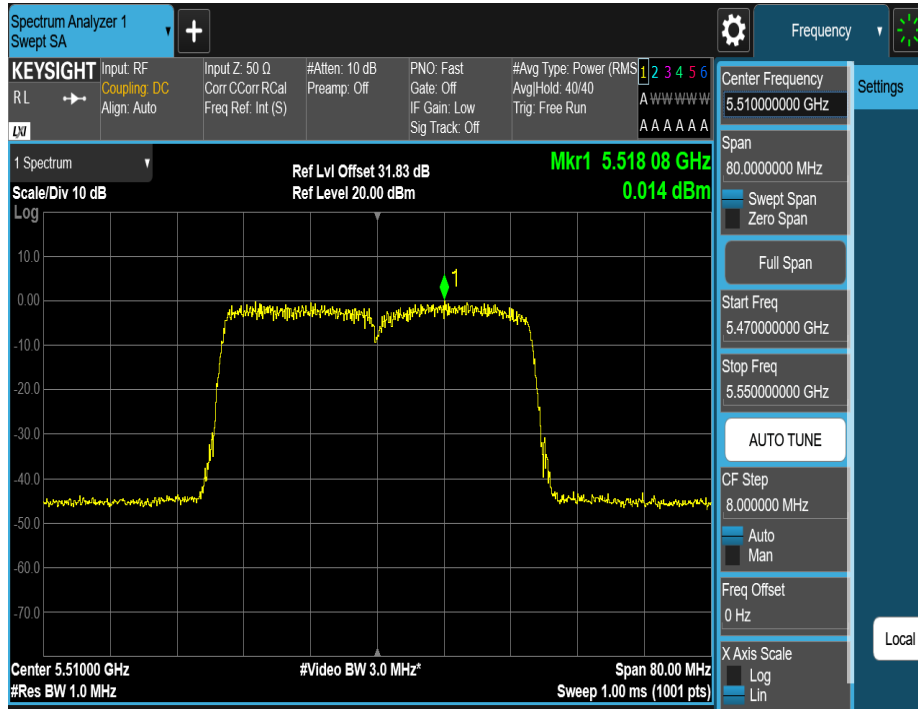 Spectrum Analyzer 1
Swept SA
+
Frequency
KEYSIGHT
R L
LXI
Input: RF
Coupling: DC
Align: Auto
Input Z: 50 Ω
Corr CCorr RCal
Freq Ref: Int (S)
#Atten: 10 dB
Preamp: Off
PNO: Fast
Gate: Off
IF Gain: Low
Sig Track: Off
#Avg Type: Power (RMS
Avg|Hold: 40/40
Trig: Free Run
1 2 3 4 5 6
A W W W W W
A A A A A A
1 Spectrum
Scale/Div 10 dB
Log
Ref Lvl Offset 31.83 dB
Ref Level 20.00 dBm
Mkr1 5.518 08 GHz
0.014 dBm
1
10.0
0.00
-10.0
-20.0
-30.0
-40.0
-50.0
-60.0
-70.0
Center 5.51000 GHz
#Res BW 1.0 MHz
#Video BW 3.0 MHz*
Span 80.00 MHz
Sweep 1.00 ms (1001 pts)
Center Frequency
5.510000000 GHz
Span
80.0000000 MHz
Swept Span
Zero Span
Full Span
Start Freq
5.470000000 GHz
Stop Freq
5.550000000 GHz
AUTO TUNE
CF Step
8.000000 MHz
Auto
Man
Freq Offset
0 Hz
X Axis Scale
Log
Lin
Settings
Local